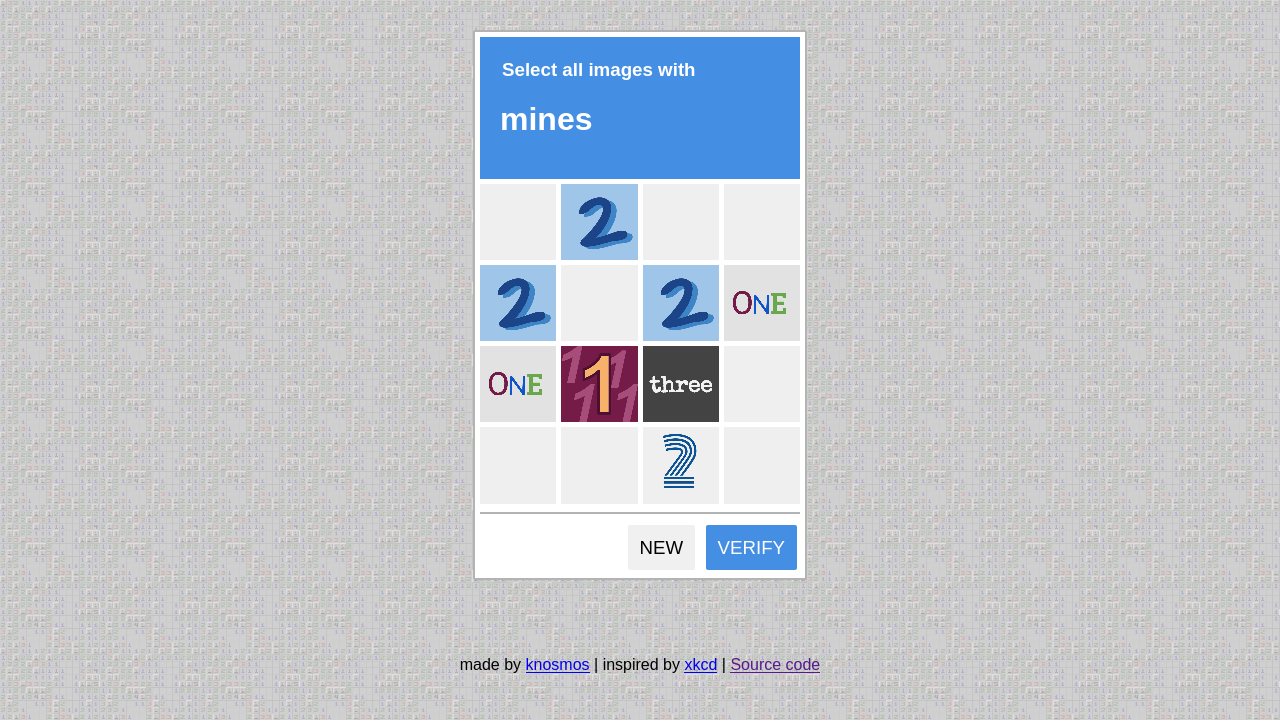 Select all images with
mines
2
2 2 ONE
ONE 1 three
2
NEW VERIFY
made by knosmos | inspired by xkcd | Source code